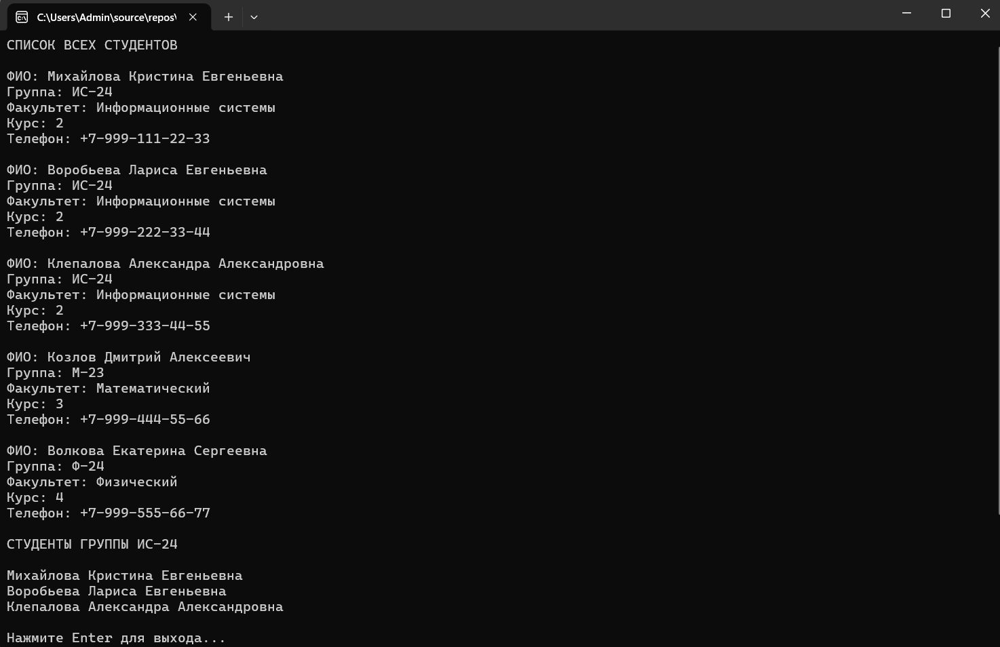 C:\Users\Admin\source\repos\
СПИСОК ВСЕХ СТУДЕНТОВ
ФИО: Михайлова Кристина Евгеньевна
Группа: ИС-24
Факультет: Информационные системы
Курс: 2
Телефон: +7-999-111-22-33
ФИО: Воробьева Лариса Евгеньевна
Группа: ИС-24
Факультет: Информационные системы
Курс: 2
Телефон: +7-999-222-33-44
ФИО: Клепалова Александра Александровна
Группа: ИС-24
Факультет: Информационные системы
Курс: 2
Телефон: +7-999-333-44-55
ФИО: Козлов Дмитрий Алексеевич
Группа: М-23
Факультет: Математический
Курс: 3
Телефон: +7-999-444-55-66
ФИО: Волкова Екатерина Сергеевна
Группа: Ф-24
Факультет: Физический
Курс: 4
Телефон: +7-999-555-66-77
СТУДЕНТЫ ГРУППЫ ИС-24
Михайлова Кристина Евгеньевна
Воробьева Лариса Евгеньевна
Клепалова Александра Александровна
Нажмите Enter для выхода...